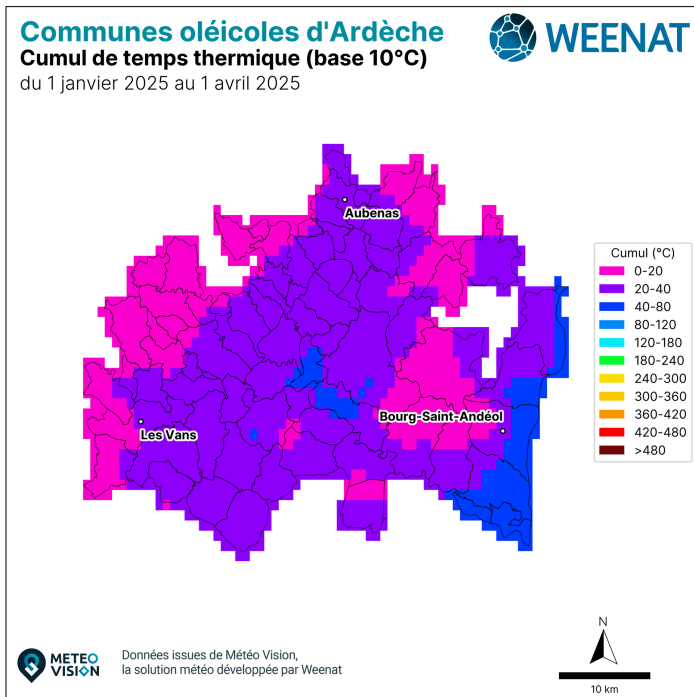 Communes oléicoles d'Ardèche
Cumul de temps thermique (base 10°C)
du 1 janvier 2025 au 1 avril 2025
WEENAT
Aubenas
Bourg-Saint-Andéol
Les Vans
Cumul (°C)
0-20
20-40
40-80
80-120
120-180
180-240
240-300
300-360
360-420
420-480
>480
METEO
VISION
Données issues de Météo Vision,
la solution météo développée par Weenat
N
10 km